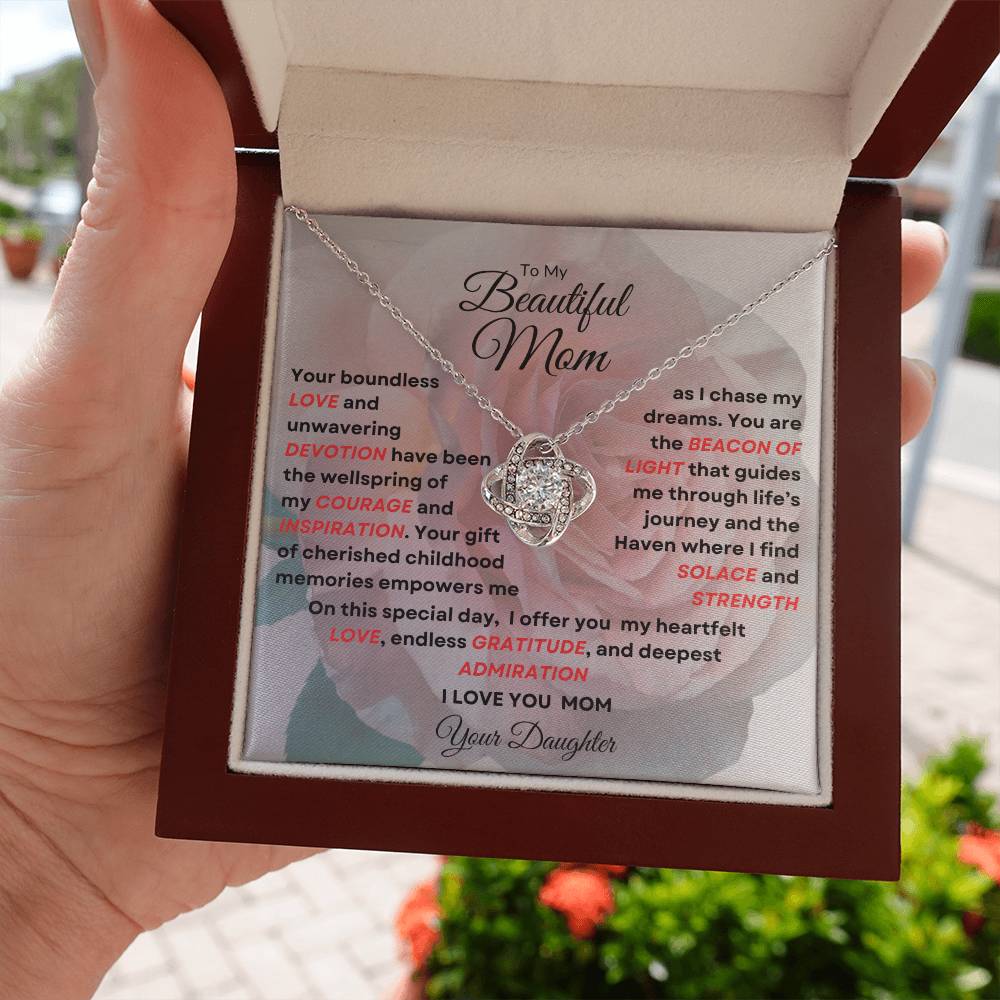 To My
Beautiful
Mom
Your boundless
LOVE and
unwavering
DEVOTION have been
the wellspring of
my COURAGE and
INSPIRATION. Your gift
of cherished childhood
memories empowers me
as I chase my
dreams. You are
the BEACON OF
LIGHT that guides
me through life's
journey and the
Haven where I find
SOLACE and
STRENGTH
On this special day, I offer you my heartfelt
LOVE, endless GRATITUDE, and deepest
ADMIRATION
I LOVE YOU MOM
Your Daughter